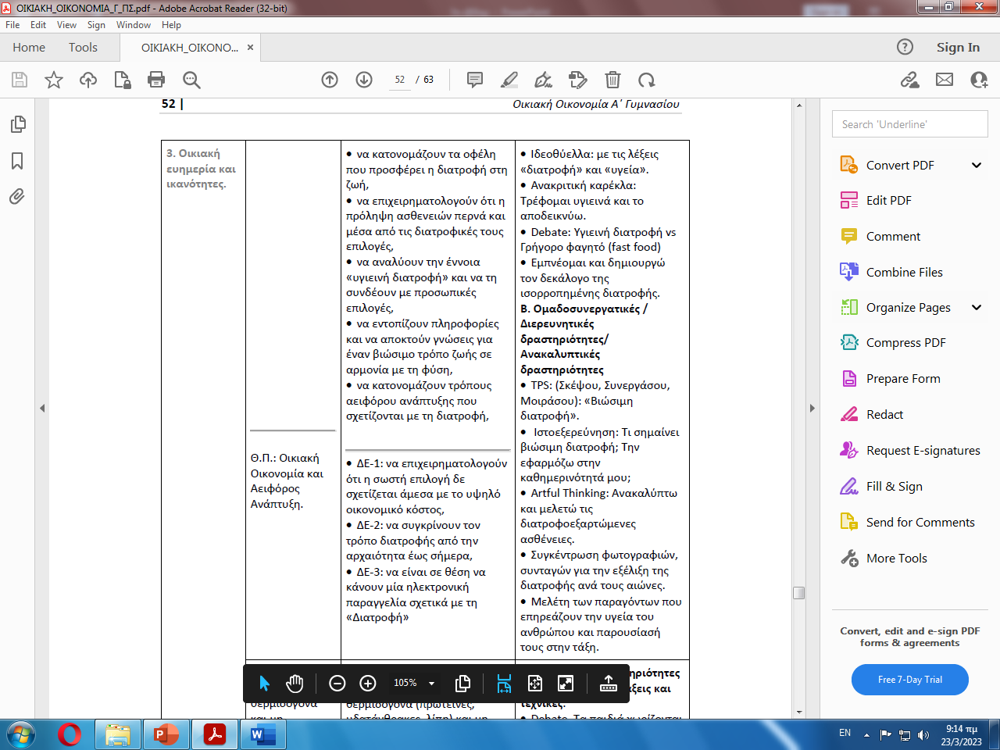 ΟΙΚΙΑΚΗ_ΟΙΚΟΝΟΜΙΑ_Γ_ΠΣ.pdf - Adobe Acrobat Reader (32-bit)
File Edit View Sign Window Help
Home Tools ΟΙΚΙΑΚΗ_ΟΙΚΟΝΟ... × Sign In
52 / 63
52 | Οικιακή Οικονομία Α΄ Γυμνασίου
3. Οικιακή
ευημερία και
ικανότητες.
Θ.Π.: Οικιακή
Οικονομία και
Αειφόρος
Ανάπτυξη.
• να κατονομάζουν τα οφέλη
που προσφέρει η διατροφή στη
ζωή,
• να επιχειρηματολογούν ότι η
πρόληψη ασθενειών περνά και
μέσα από τις διατροφικές τους
επιλογές,
• να αναλύουν την έννοια
«υγιεινή διατροφή» και να τη
συνδέουν με προσωπικές
επιλογές,
• να εντοπίζουν πληροφορίες
και να αποκτούν γνώσεις για
έναν βιώσιμο τρόπο ζωής σε
αρμονία με τη φύση,
• να κατονομάζουν τρόπους
αειφόρου ανάπτυξης που
σχετίζονται με τη διατροφή,
• ΔΕ-1: να επιχειρηματολογούν
ότι η σωστή επιλογή δε
σχετίζεται άμεσα με το υψηλό
οικονομικό κόστος,
• ΔΕ-2: να συγκρίνουν τον
τρόπο διατροφής από την
αρχαιότητα έως σήμερα,
• ΔΕ-3: να είναι σε θέση να
κάνουν μία ηλεκτρονική
παραγγελία σχετικά με τη
«Διατροφή»
• Ιδεοθύελλα: με τις λέξεις
«διατροφή» και «υγεία».
• Ανακριτική καρέκλα:
Τρέφομαι υγιεινά και το
αποδεικνύω.
• Debate: Υγιεινή διατροφή vs
Γρήγορο φαγητό (fast food)
• Εμπνέομαι και δημιουργώ
τον δεκάλογο της
ισορροπημένης διατροφής.
Β. Ομαδοσυνεργατικές /
Διερευνητικές
δραστηριότητες/
Ανακαλυπτικές
δραστηριότητες
• TPS: (Σκέψου, Συνεργάσου,
Μοιράσου): «Βιώσιμη
διατροφή».
• Ιστοεξερεύνηση: Τι σημαίνει
βιώσιμη διατροφή; Την
εφαρμόζω στην
καθημερινότητά μου;
• Artful Thinking: Ανακαλύπτω
και μελετώ τις
διατροφοεξαρτώμενες
ασθένειες.
• Συγκέντρωση φωτογραφιών,
συνταγών για την εξέλιξη της
διατροφής ανά τους αιώνες.
• Μελέτη των παραγόντων που
επηρεάζουν την υγεία του
ανθρώπου και παρουσίασή
τους στην τάξη.
θερμιδογόνα
και μη
θερμιδογόνα (πρωτεΐνες,
υδατάνθρακες, λίπη) και μη
τεχνικές.
• Debate. Τα παιδιά χωρίζονται
105%
Search 'Underline'
Convert PDF
Edit PDF
Comment
Combine Files
Organize Pages
Compress PDF
Prepare Form
Redact
Request E-signatures
Fill & Sign
Send for Comments
More Tools
Convert, edit and e-sign PDF
forms & agreements
Free 7-Day Trial
EN
9:14 πμ
23/3/2023